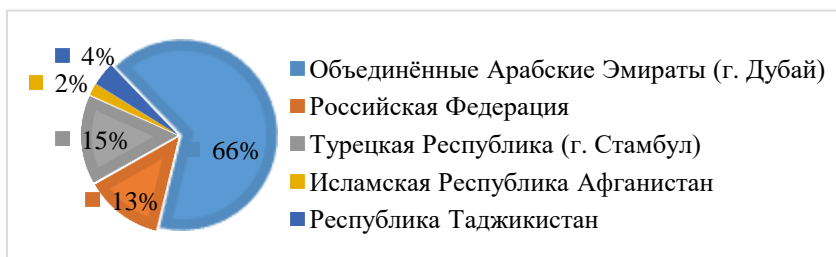 4%
2%
15%
66%
13%
Объединённые Арабские Эмираты (г. Дубай)
Российская Федерация
Турецкая Республика (г. Стамбул)
Исламская Республика Афганистан
Республика Таджикистан